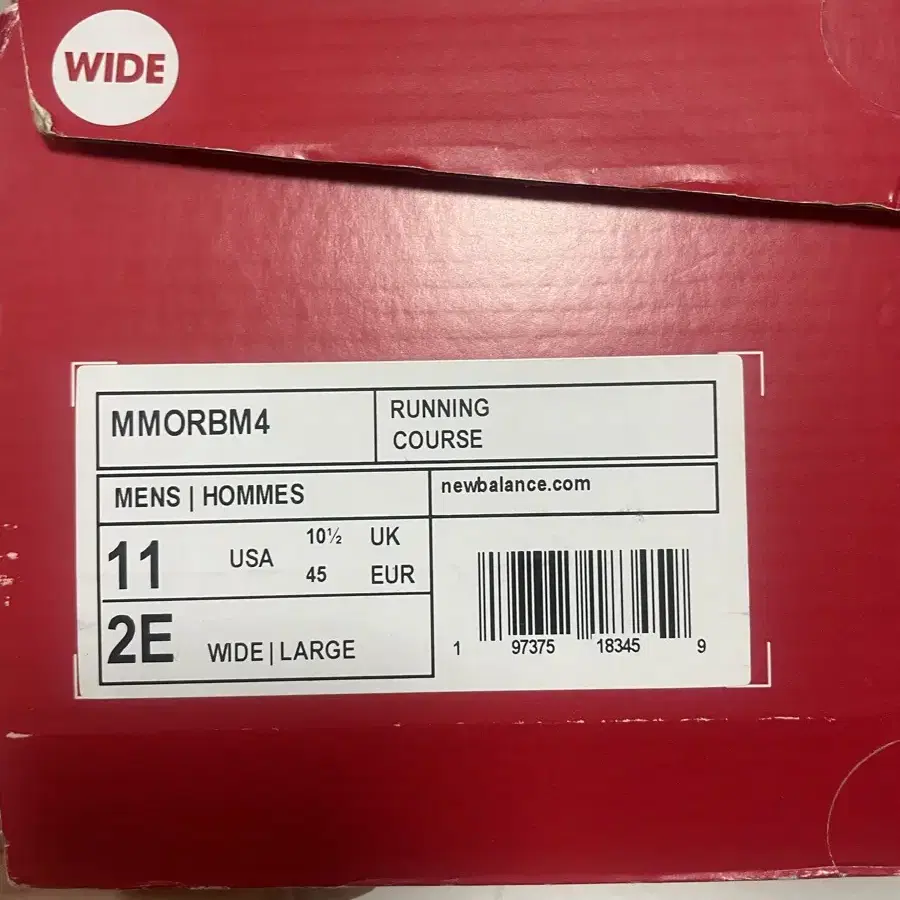 WIDE
MMORBM4
RUNNING
COURSE
MENS | HOMMES
newbalance.com
11 USA 10½ UK
45 EUR
2E WIDE | LARGE
1 97375 18345 9